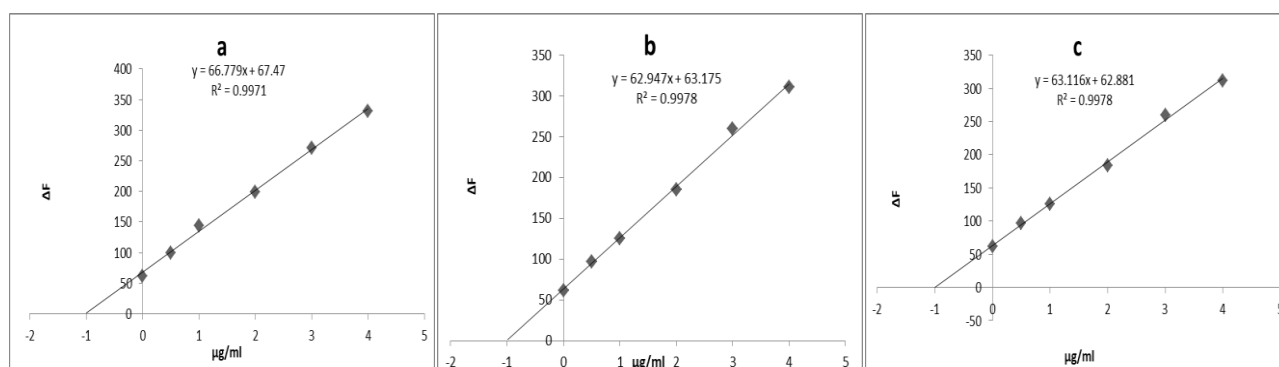 a
y = 66.779x + 67.47
R² = 0.9971
400
350
300
250
200
150
100
50
0
ΔF
-2 -1 0 1 2 3 4 5
µg/ml
b
y = 62.947x + 63.175
R² = 0.9978
350
300
250
200
150
100
50
0
ΔF
-2 -1 0 1 2 3 4 5
µg/ml
c
y = 63.116x + 62.881
R² = 0.9978
350
300
250
200
150
100
50
0
-50
ΔF
-2 -1 0 1 2 3 4 5
µg/ml